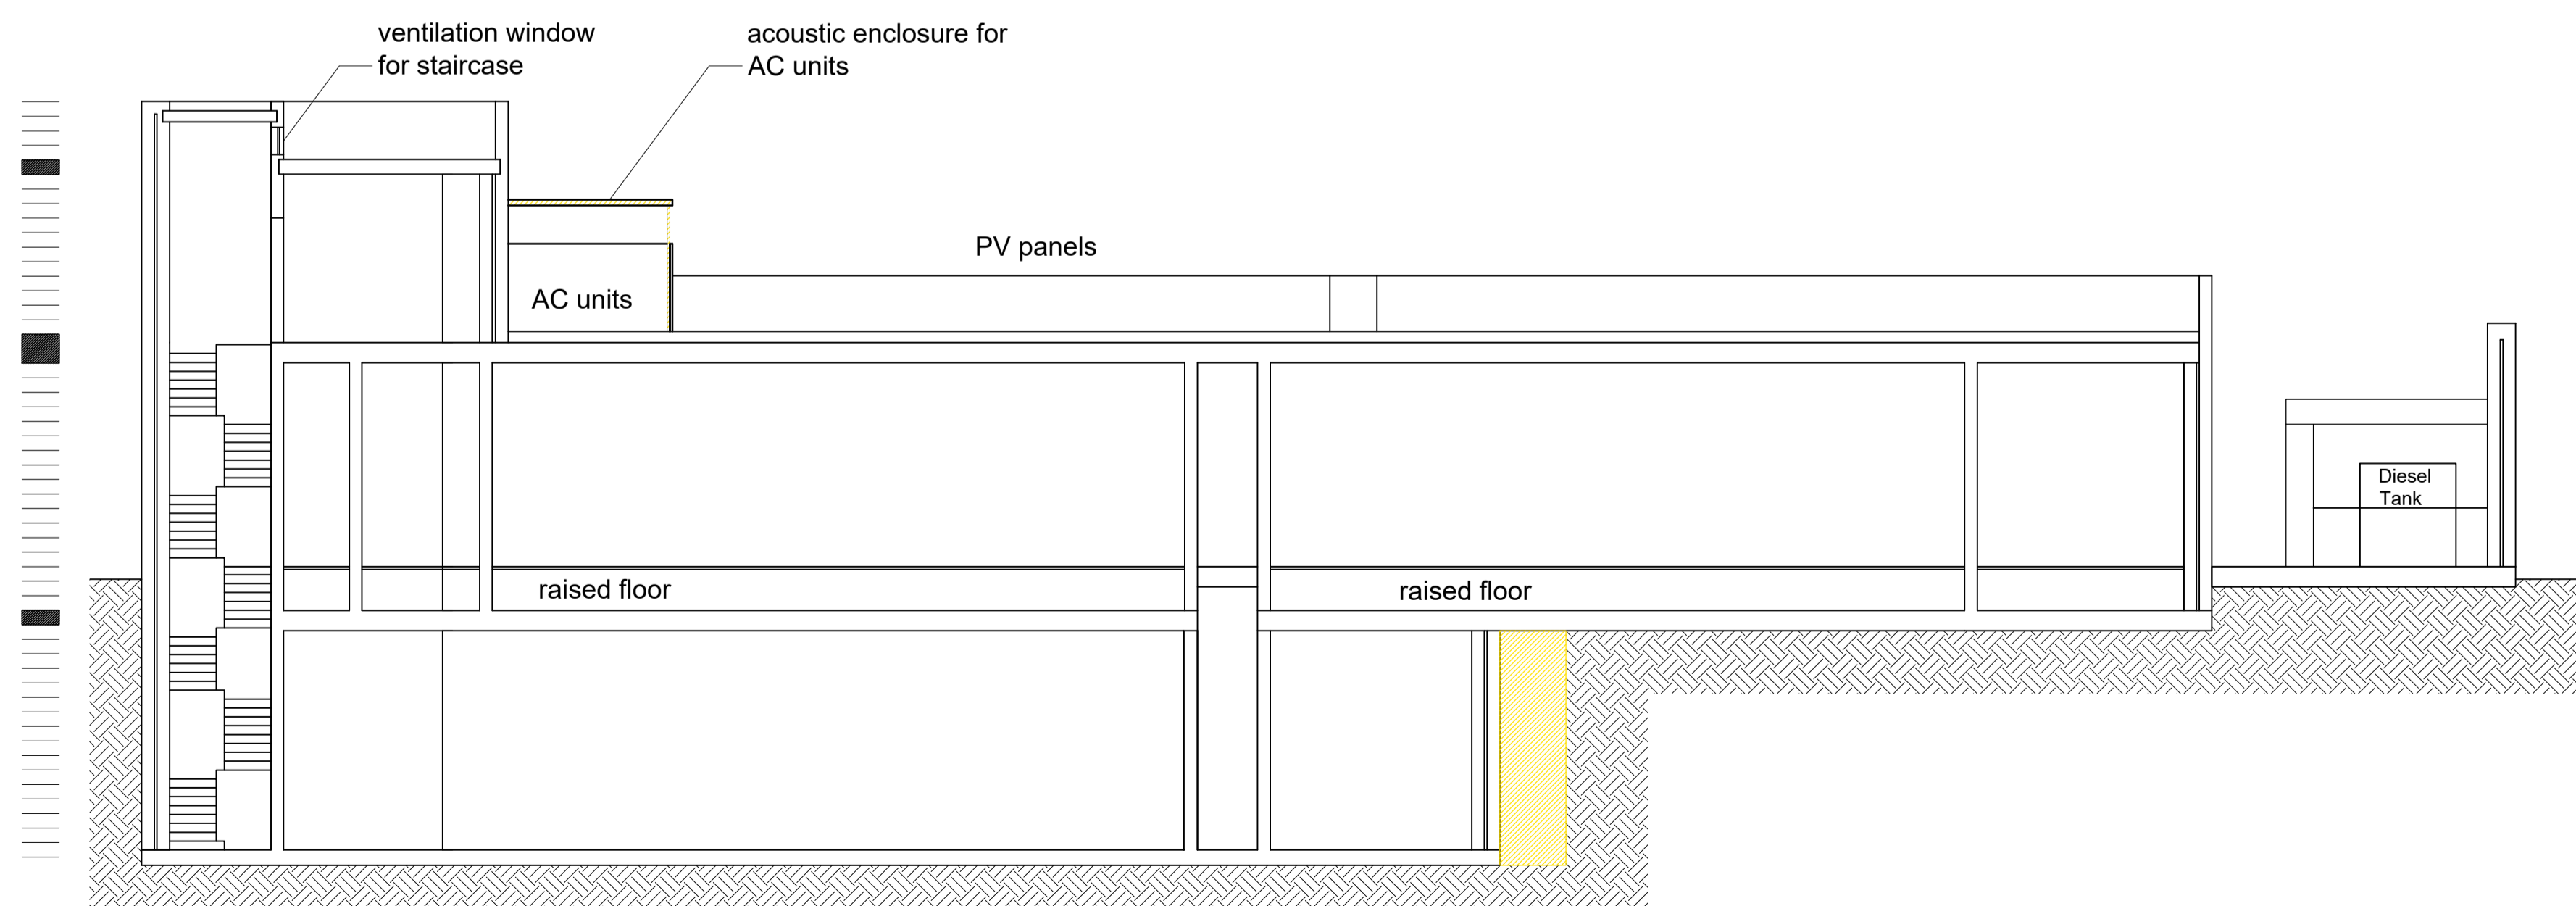 ventilation window
for staircase
acoustic enclosure for
AC units
PV panels
AC units
Diesel
Tank
raised floor
raised floor